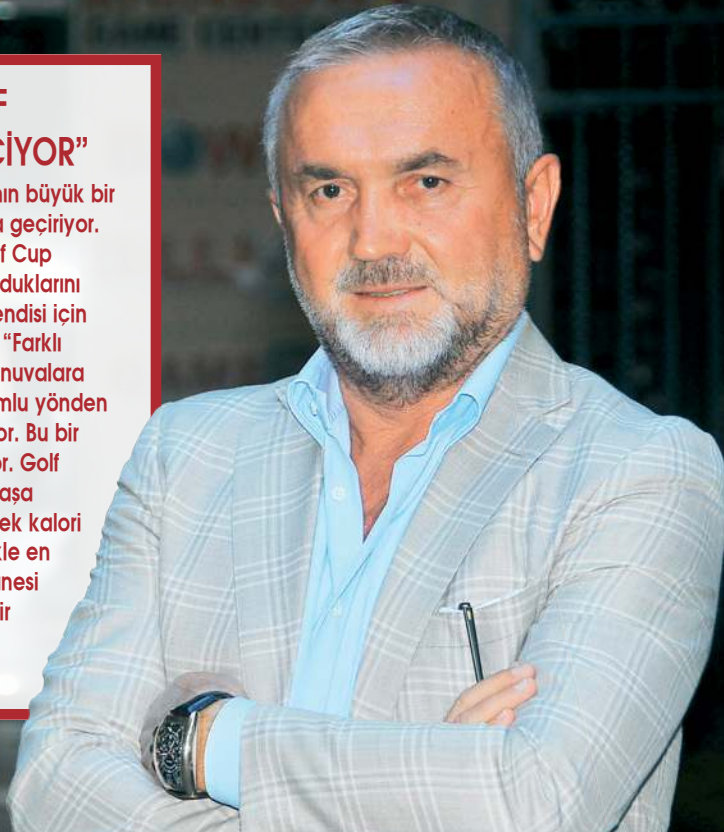 ÇİYOR”
nın büyük bir
a geçiriyor.
f Cup
duklarını
endisi için
“Farklı
nuvalara
mlu yönden
or. Bu bir
or. Golf
aşa
ek kalori
kle en
nesi
ir